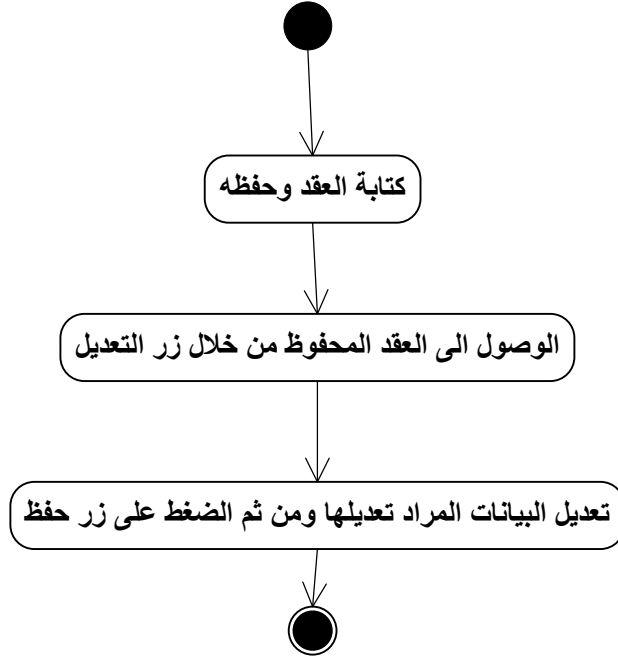 كتابة العقد وحفظه
الوصول الى العقد المحفوظ من خلال زر التعديل
تعديل البيانات المراد تعديلها ومن ثم الضغط على زر حفظ